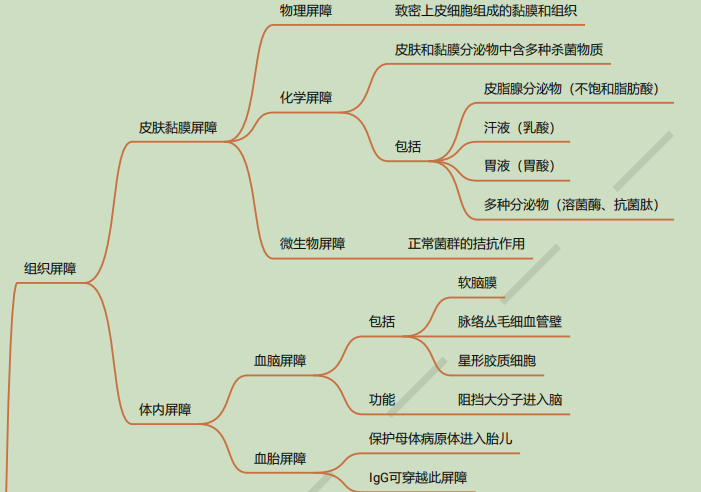 物理屏障 致密上皮细胞组成的黏膜和组织
皮肤和黏膜分泌物中含多种杀菌物质
皮脂腺分泌物（不饱和脂肪酸）
化学屏障
皮肤黏膜屏障
汗液（乳酸）
包括
胃液（胃酸）
多种分泌物（溶菌酶、抗菌肽）
微生物屏障 正常菌群的拮抗作用
组织屏障
软脑膜
包括 脉络丛毛细血管壁
血脑屏障 星形胶质细胞
功能 阻挡大分子进入脑
体内屏障
保护母体病原体进入胎儿
血胎屏障
IgG可穿越此屏障